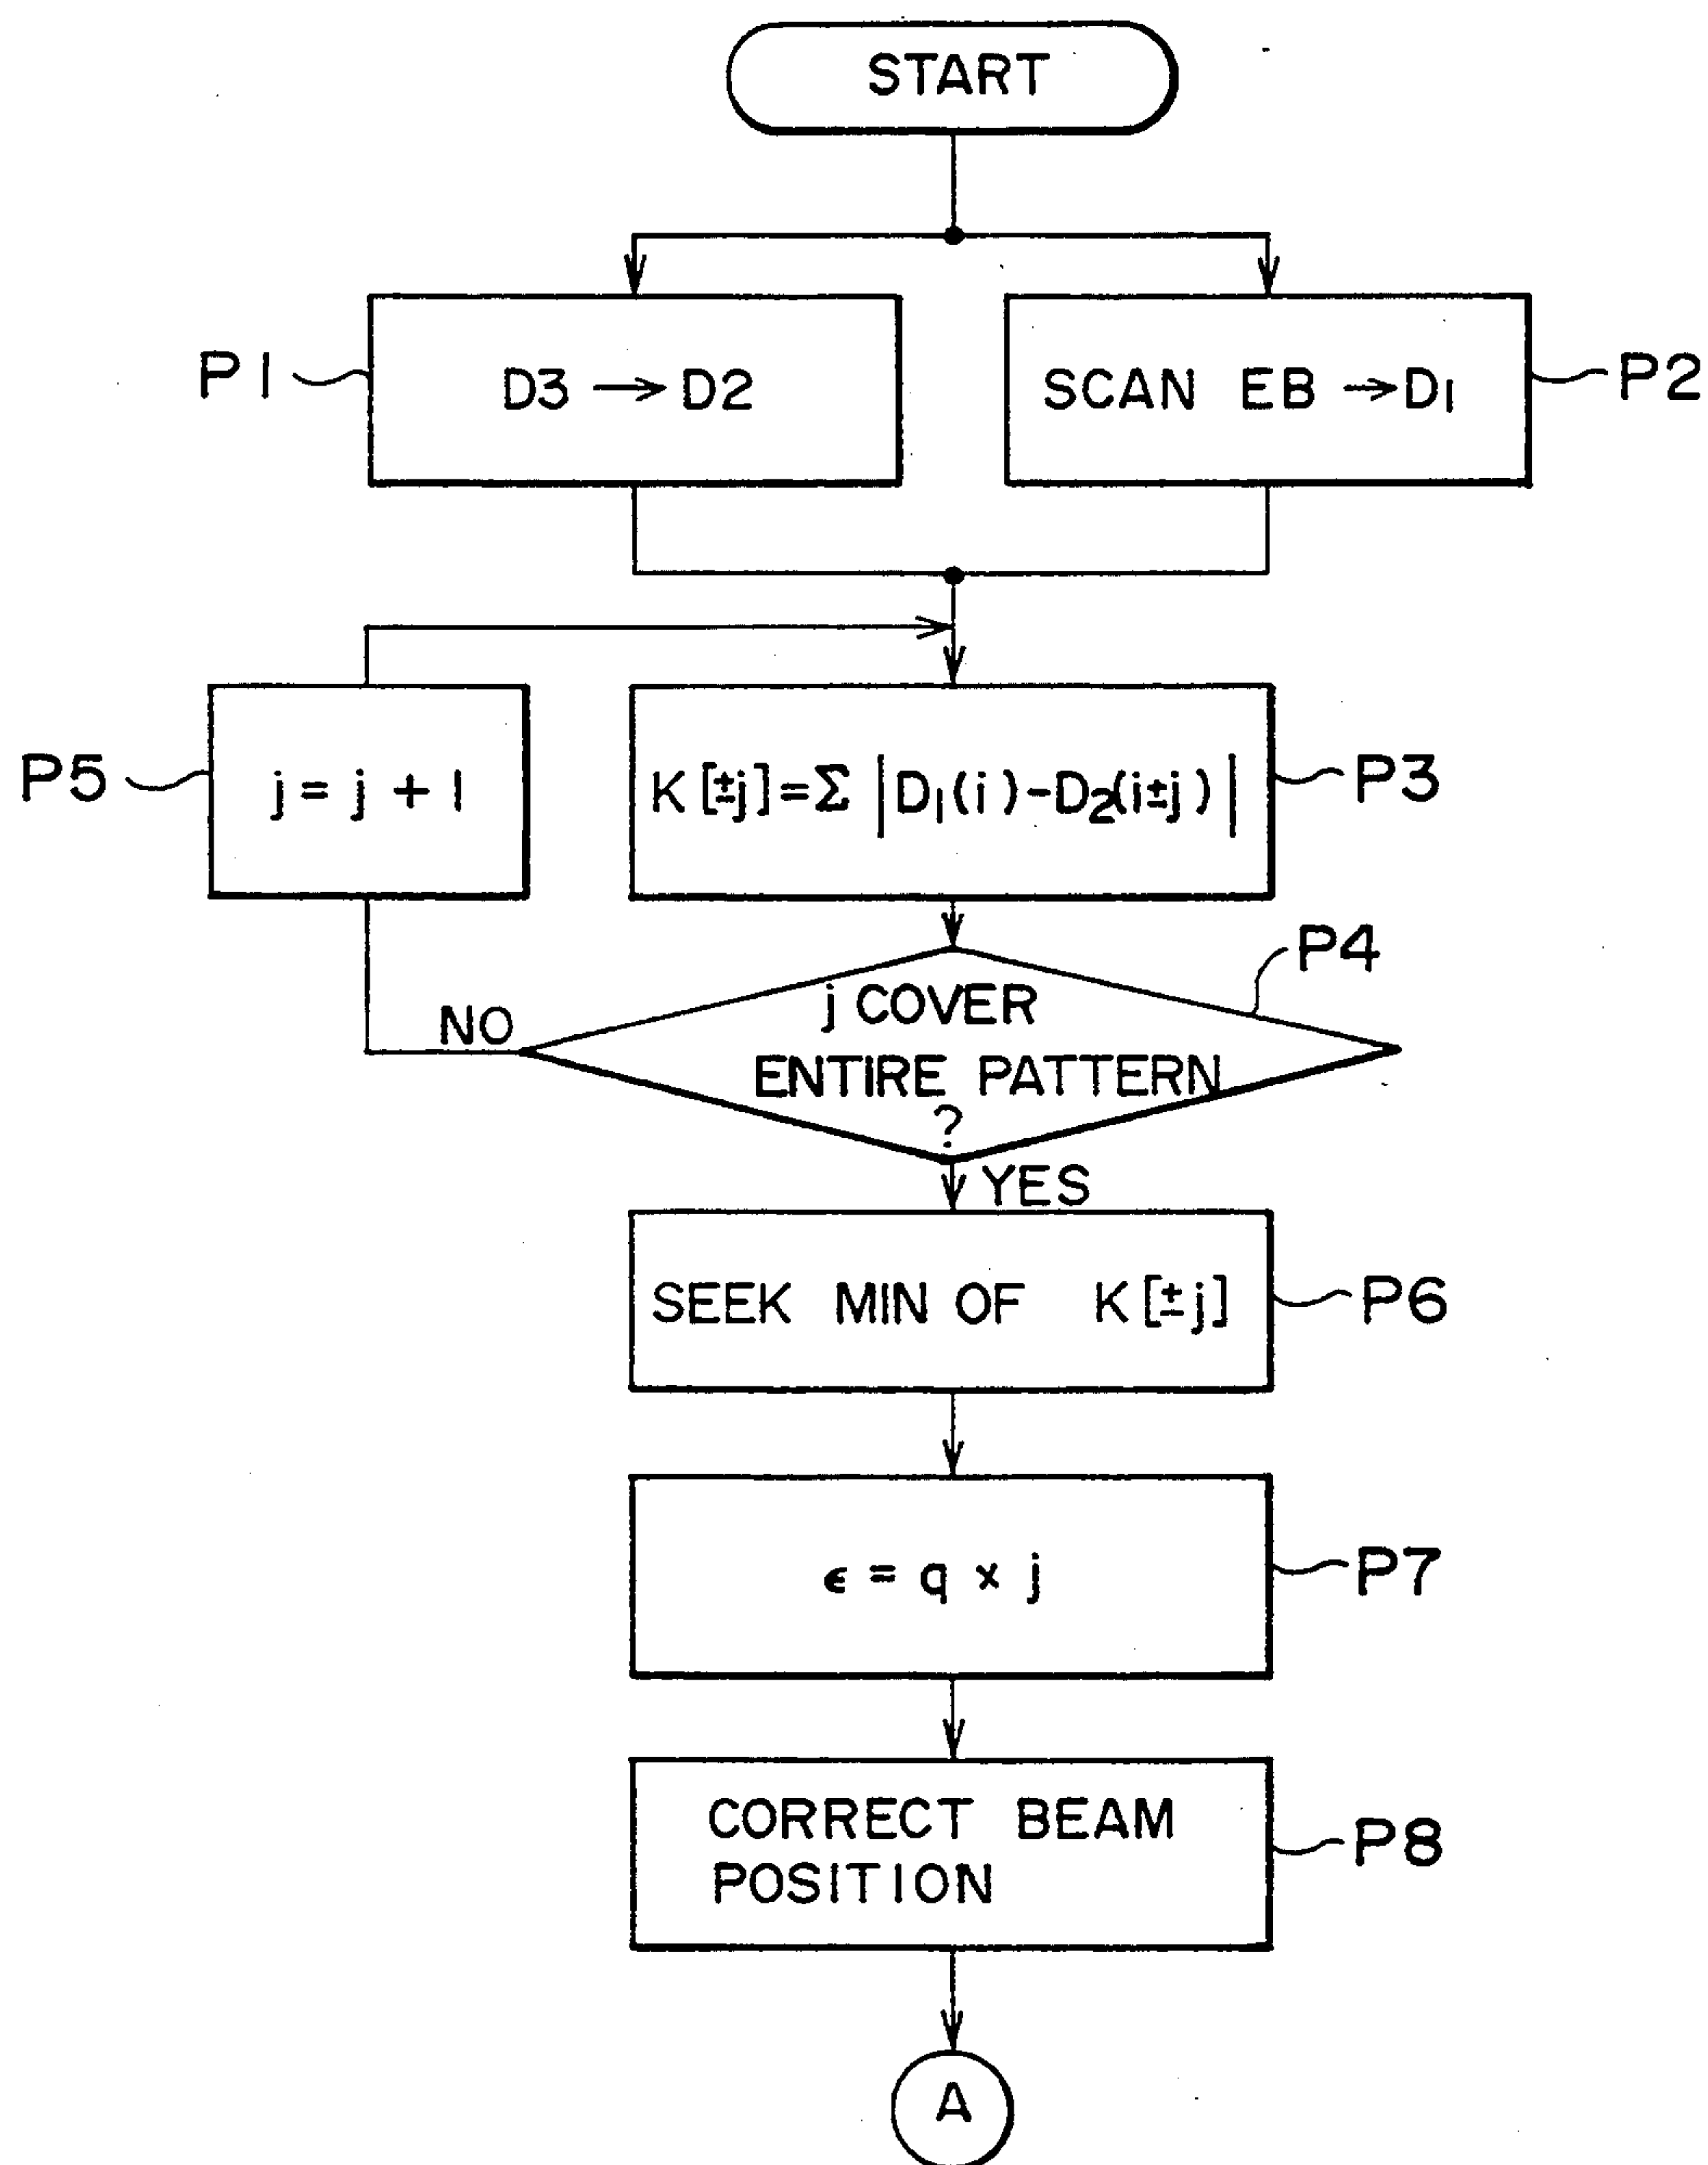 START
P1
D3 → D2
SCAN EB → D1
P2
P5
j = j + 1
K[±j]=Σ |D1(i)-D2(i±j)|
P3
P4
j COVER
ENTIRE PATTERN
?
NO
YES
SEEK MIN OF K[±j]
P6
ϵ = q × j
P7
CORRECT BEAM
POSITION
P8
A